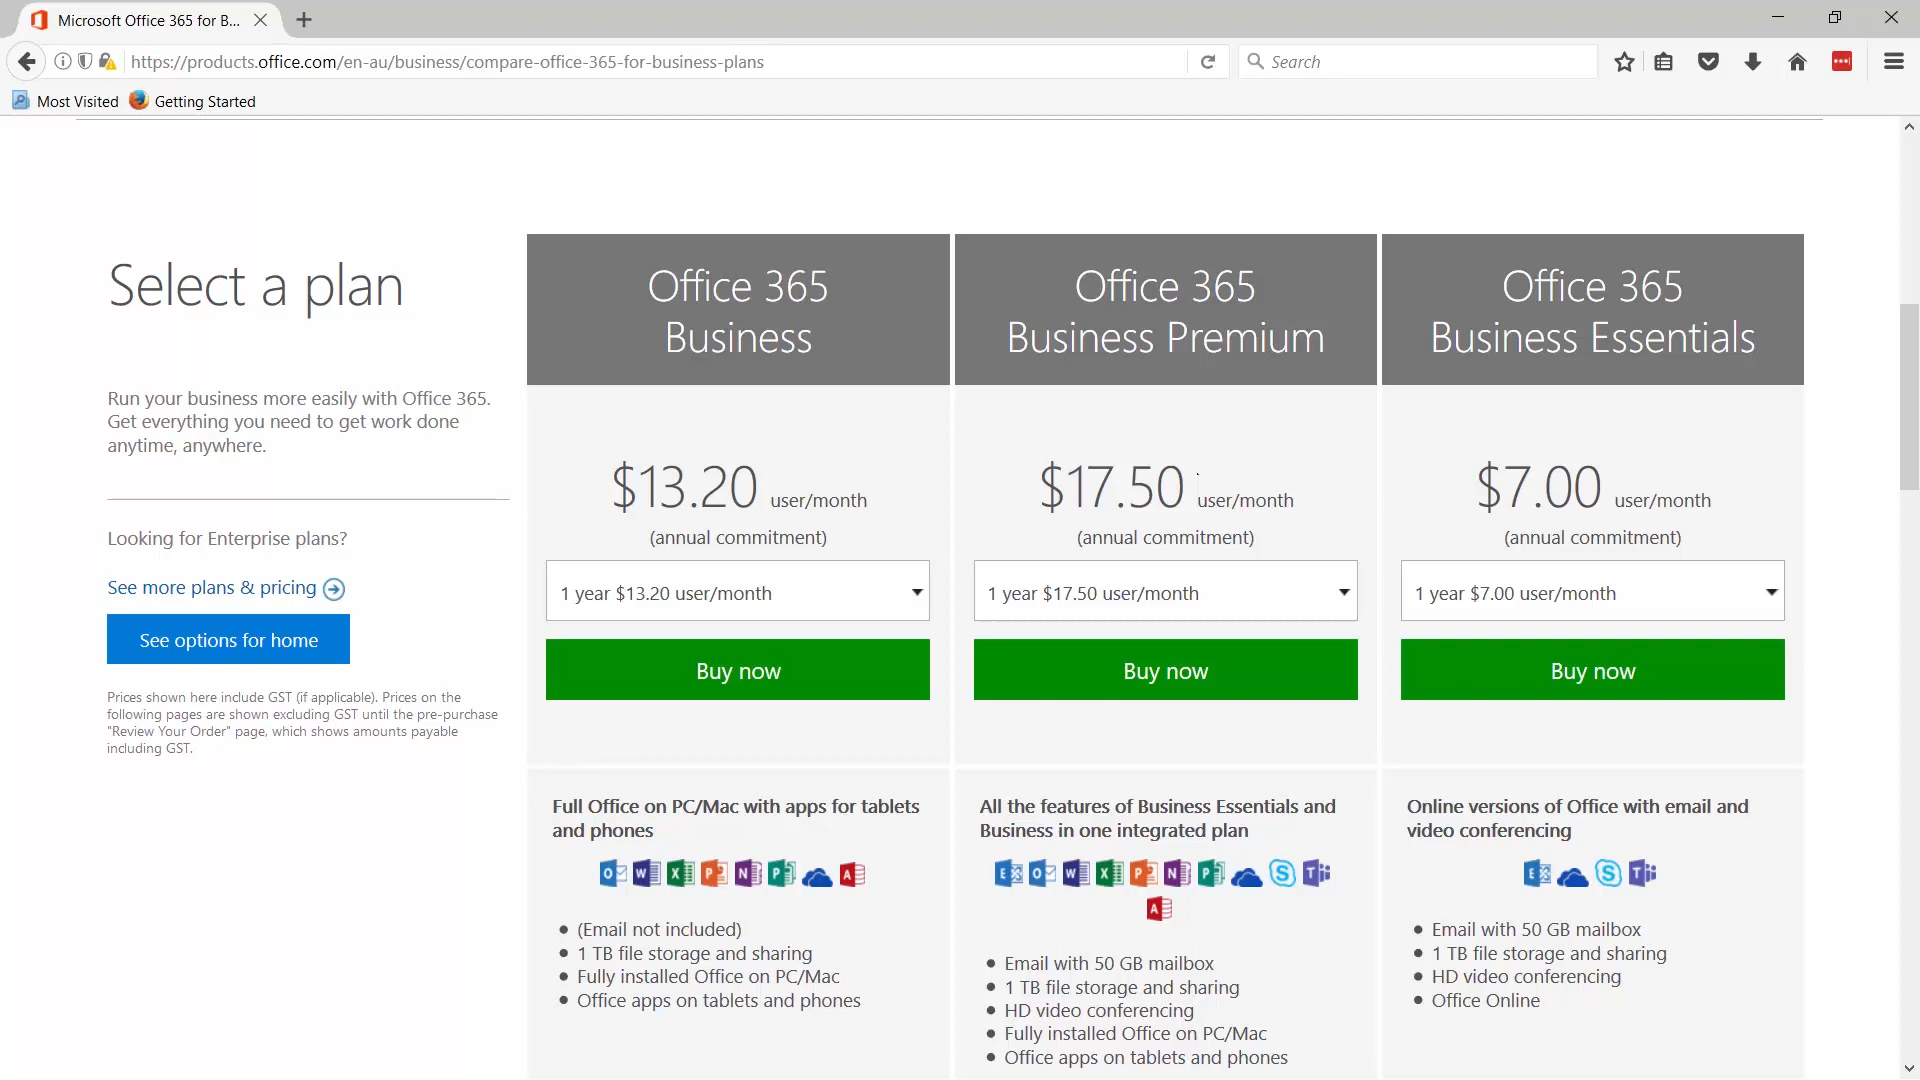 Microsoft Office 365 for B...
https://products.office.com/en-au/business/compare-office-365-for-business-plans
Search
Most Visited
Getting Started
Select a plan
Run your business more easily with Office 365.
Get everything you need to get work done
anytime, anywhere.
Looking for Enterprise plans?
See more plans & pricing
See options for home
Prices shown here include GST (if applicable). Prices on the
following pages are shown excluding GST until the pre-purchase
"Review Your Order" page, which shows amounts payable
including GST.
Office 365
Business
$13.20 user/month
(annual commitment)
1 year $13.20 user/month
Buy now
Full Office on PC/Mac with apps for tablets
and phones
O W X P N P A
(Email not included)
1 TB file storage and sharing
Fully installed Office on PC/Mac
Office apps on tablets and phones
Office 365
Business Premium
$17.50 user/month
(annual commitment)
1 year $17.50 user/month
Buy now
All the features of Business Essentials and
Business in one integrated plan
E O W X P N P S T
A
Email with 50 GB mailbox
1 TB file storage and sharing
HD video conferencing
Fully installed Office on PC/Mac
Office apps on tablets and phones
Office 365
Business Essentials
$7.00 user/month
(annual commitment)
1 year $7.00 user/month
Buy now
Online versions of Office with email and
video conferencing
E S T
Email with 50 GB mailbox
1 TB file storage and sharing
HD video conferencing
Office Online